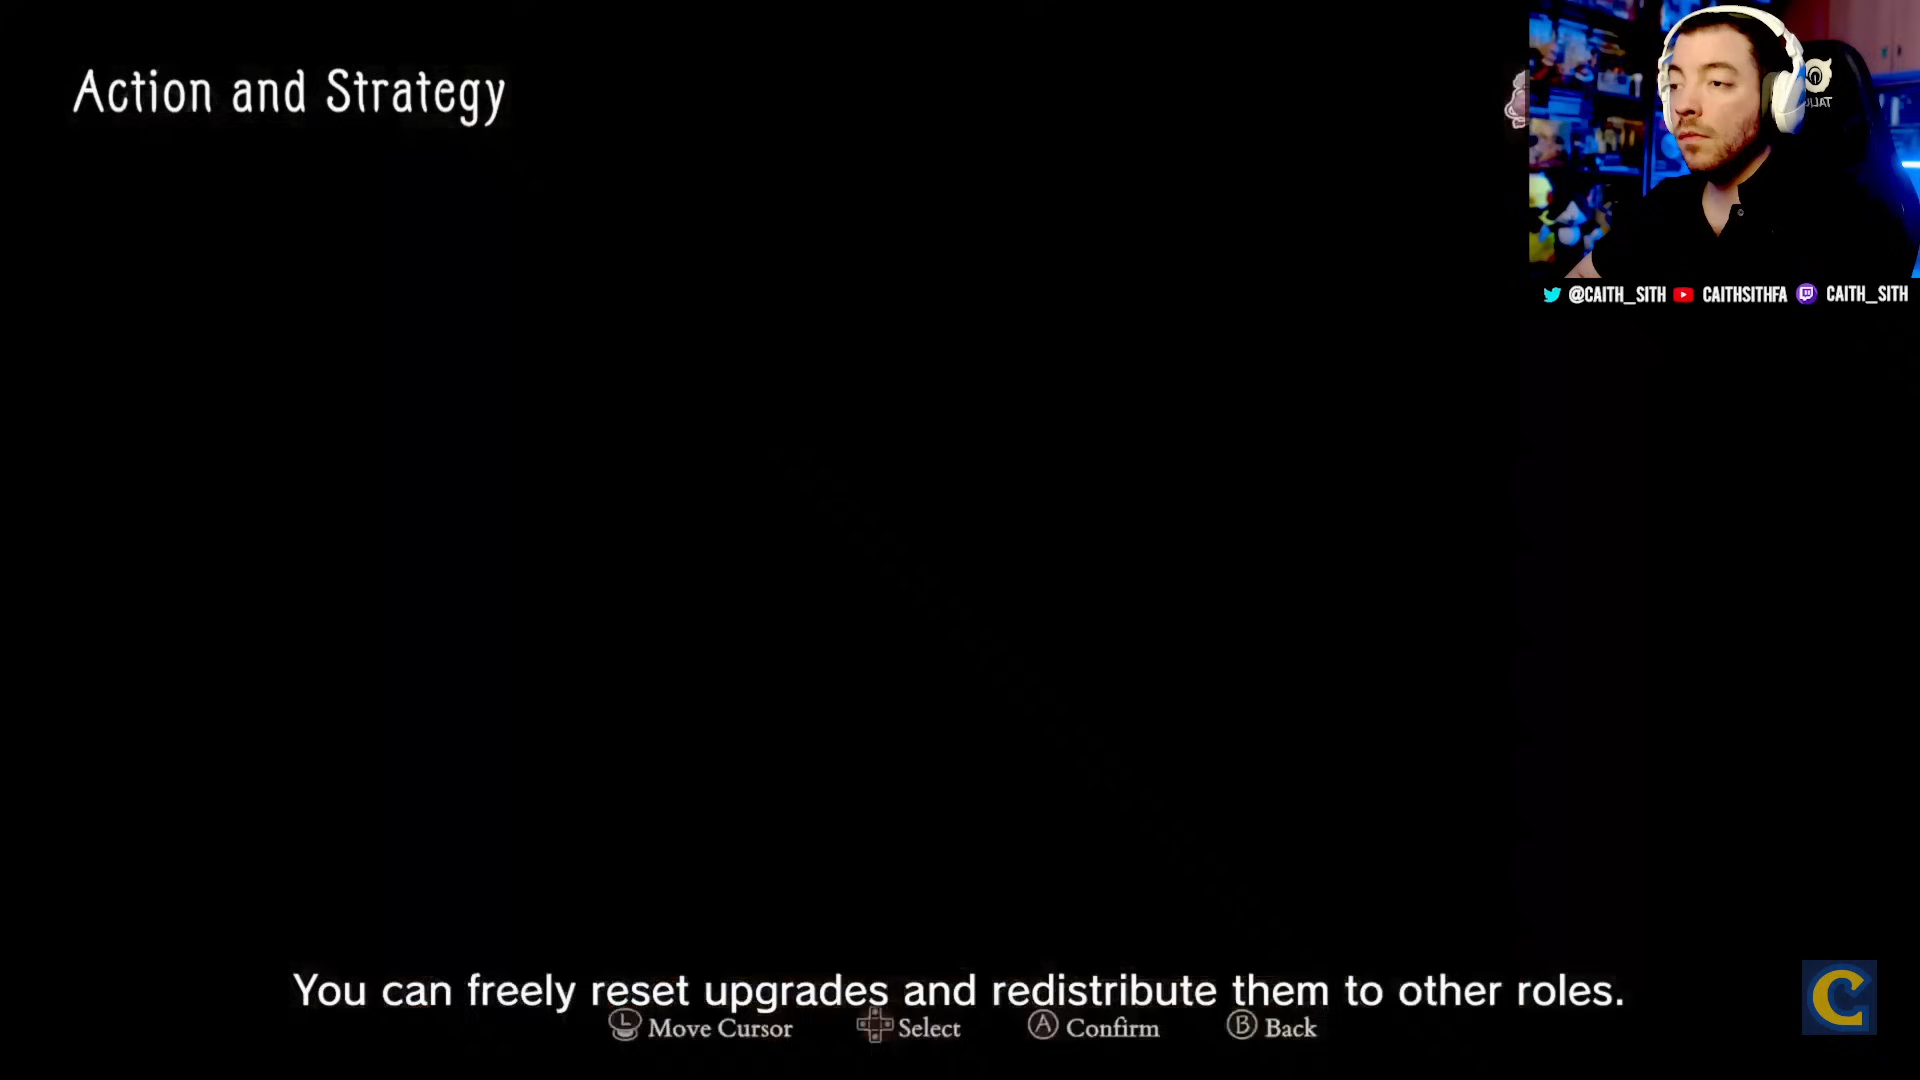 Action and Strategy
@CAITH_SITH CAITHSITHFA CAITH_SITH
You can freely reset upgrades and redistribute them to other roles.
L Move Cursor Select A Confirm B Back
C